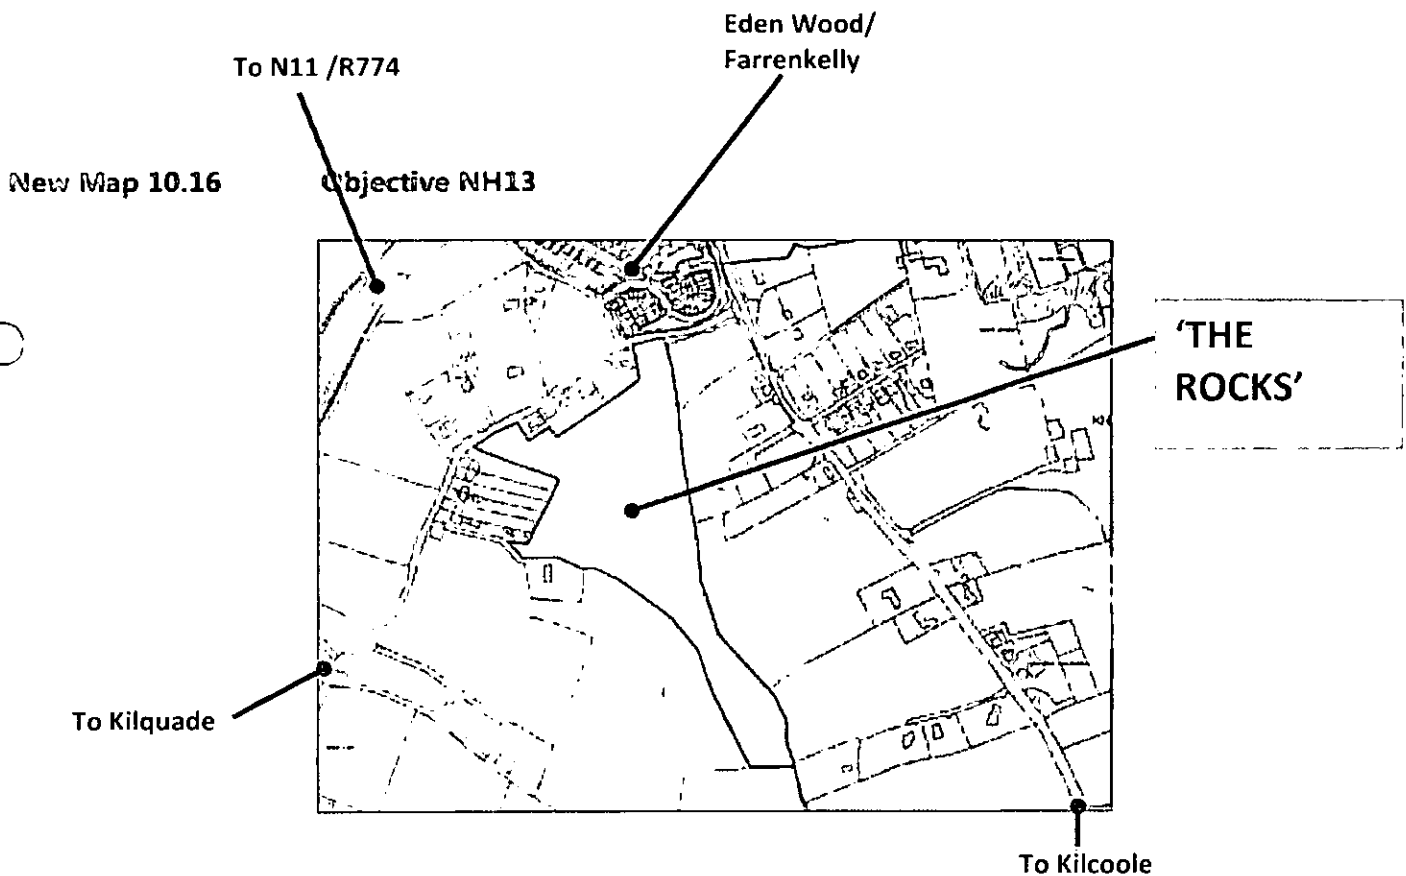 Eden Wood/
Farrenkelly
To N11 /R774
New Map 10.16 Objective NH13
‘THE
ROCKS’
To Kilquade
To Kilcoole